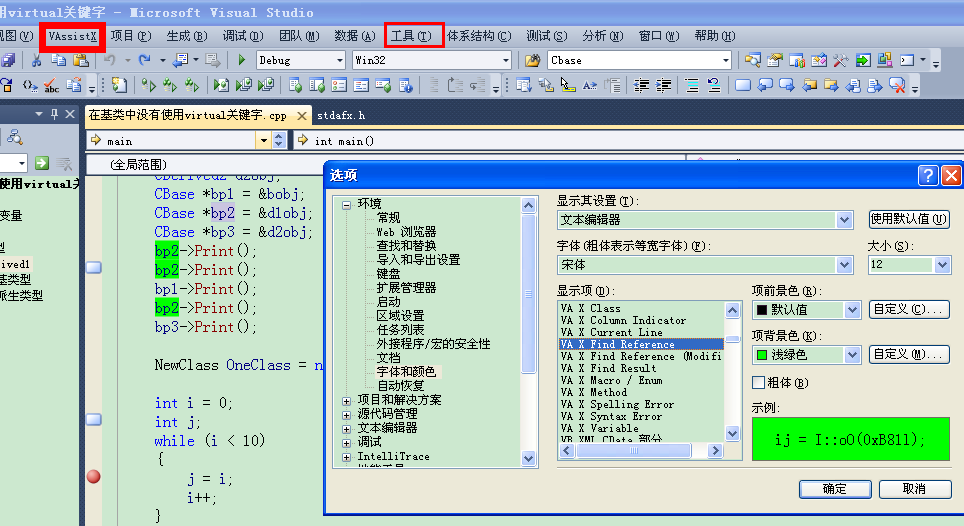 用virtual关键字 - Microsoft Visual Studio
视图(V) VAssistX 项目(P) 生成(B) 调试(D) 团队(M) 数据(A) 工具(T) 体系结构(C) 测试(S) 分析(N) 窗口(W) 帮助(H)
Debug Win32 Cbase
在基类中没有使用virtual关键字.cpp stdafx.h
main int main()
(全局范围)
使用virtual关
变量
型
ived1
基类型
派生类型
CDerived2 d2obj;
CBase *bp1 = &bobj;
CBase *bp2 = &d1obj;
CBase *bp3 = &d2obj;
bp2->Print();
bp2->Print();
bp1->Print();
bp2->Print();
bp3->Print();
NewClass OneClass = n
int i = 0;
int j;
while (i < 10)
{
j = i;
i++;
}
选项
环境
常规
Web 浏览器
查找和替换
导入和导出设置
键盘
扩展管理器
启动
区域设置
任务列表
外接程序/宏的安全性
文档
字体和颜色
自动恢复
项目和解决方案
源代码管理
文本编辑器
调试
IntelliTrace
显示其设置(T):
文本编辑器 使用默认值(U)
字体(粗体表示等宽字体)(F): 大小(S):
宋体 12
显示项(D):
VA X Class
VA X Column Indicator
VA X Current Line
VA X Find Reference
VA X Find Reference (Modifi
VA X Find Result
VA X Macro / Enum
VA X Method
VA X Spelling Error
VA X Syntax Error
VA X Variable
VB XML CData 部分
项前景色(R):
默认值 自定义(C)...
项背景色(K):
浅绿色 自定义(M)...
粗体(B)
示例:
ij = I::oO(0xB81l);
确定 取消